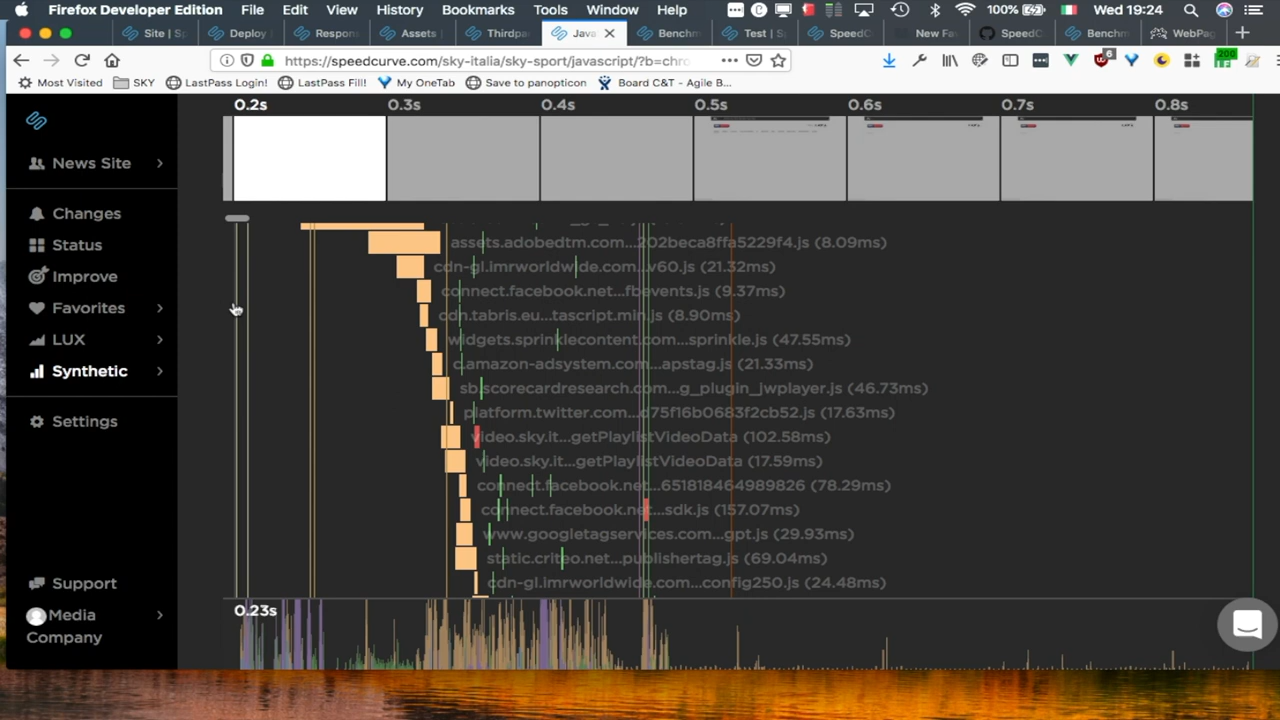 Firefox Developer Edition File Edit View History Bookmarks Tools Window Help 100% Wed 19:24
Site | Sp Deploy Respon Assets Thirdpa Java Benchm Test | S SpeedC New Fav SpeedC Benchm WebPag
https://speedcurve.com/sky-italia/sky-sport/javascript/?b=chro 6 200
Most Visited SKY LastPass Login! LastPass Fill! My OneTab Save to panopticon Board C&T - Agile B...
0.2s 0.3s 0.4s 0.5s 0.6s 0.7s 0.8s
News Site
Changes
Status
Improve
Favorites
LUX
Synthetic
Settings
Support
Media
Company
assets.adobedtm.com...202beca8ffa5229f4.js (8.09ms)
cdn-gl.imrworldwide.com...v60.js (21.32ms)
connect.facebook.net...fbevents.js (9.37ms)
cdn.tabris.eu...tascript.min.js (8.90ms)
widgets.sprinklecontent.com...sprinkle.js (47.55ms)
c.amazon-adsystem.com...apstag.js (21.33ms)
sb.scorecardresearch.com...g_plugin_jwplayer.js (46.73ms)
platform.twitter.com...d75f16b0683f2cb52.js (17.63ms)
video.sky.it...getPlaylistVideoData (102.58ms)
video.sky.it...getPlaylistVideoData (17.59ms)
connect.facebook.net...651818464989826 (78.29ms)
connect.facebook.net...sdk.js (157.07ms)
www.googletagservices.com...gpt.js (29.93ms)
static.criteo.net...publishertag.js (69.04ms)
cdn-gl.imrworldwide.com...config250.js (24.48ms)
0.23s